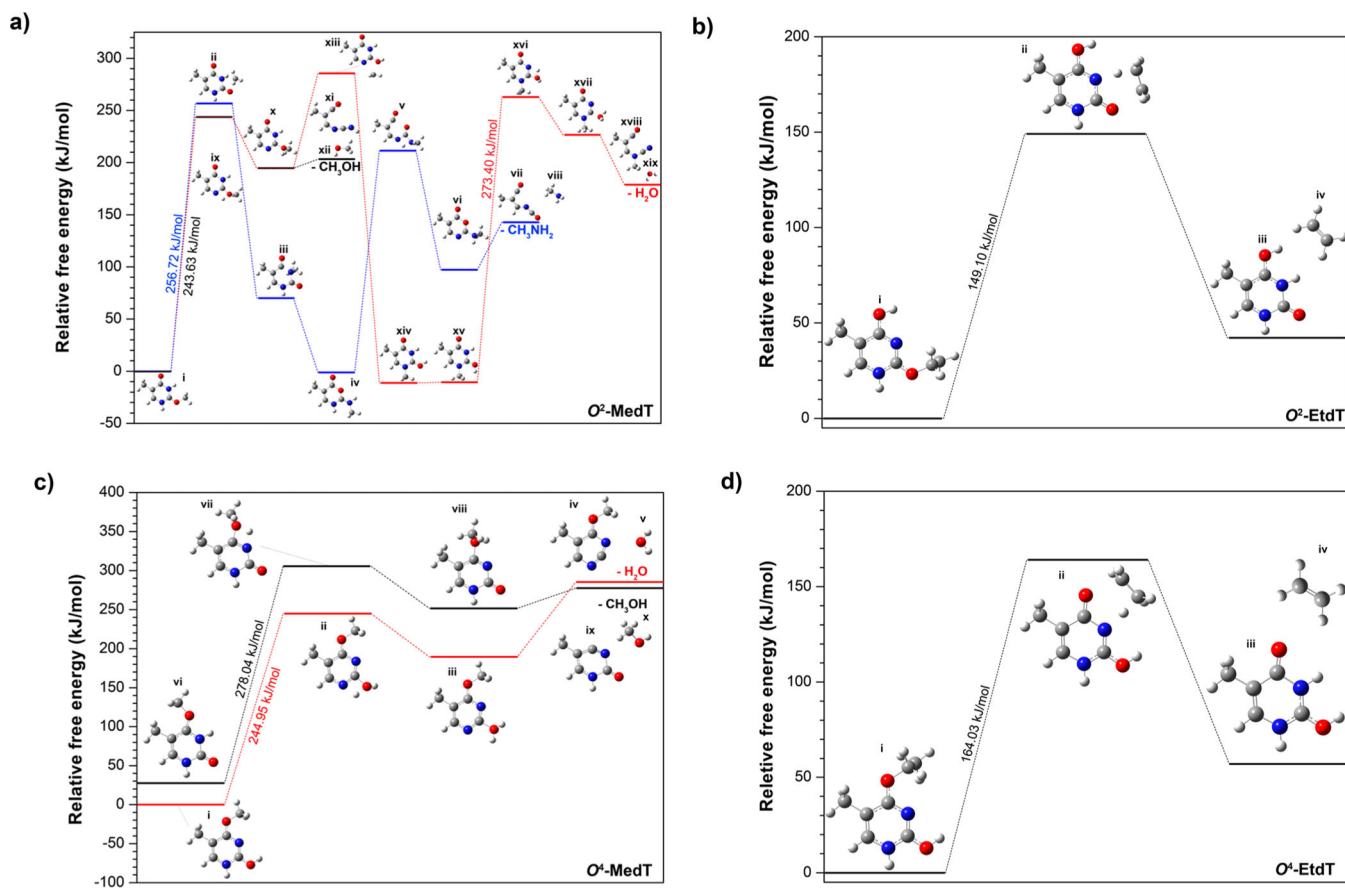 a)
Relative free energy (kJ/mol)
300
250
200
150
100
50
0
-50
256.72 kJ/mol
243.63 kJ/mol
273.40 kJ/mol
i
ii
iii
iv
v
vi
vii
viii
- CH3NH2
ix
x
xi
xii
- CH3OH
xiii
xiv
xv
xvi
xvii
xviii
xix
- H2O
O2-MedT
b)
Relative free energy (kJ/mol)
200
150
100
50
0
149.10 kJ/mol
i
ii
iii
iv
O2-EtdT
c)
Relative free energy (kJ/mol)
400
350
300
250
200
150
100
50
0
-50
-100
vii
viii
iv
v
- H2O
- CH3OH
x
278.04 kJ/mol
244.95 kJ/mol
vi
ii
iii
ix
i
O4-MedT
d)
Reletive free energy (kJ/mol)
200
150
100
50
0
164.03 kJ/mol
i
ii
iii
iv
O4-EtdT